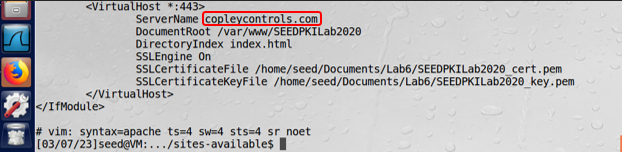 <VirtualHost *:443>
ServerName copleycontrols.com
DocumentRoot /var/www/SEEDPKILab2020
DirectoryIndex index.html
SSLEngine On
SSLCertificateFile /home/seed/Documents/Lab6/SEEDPKILab2020_cert.pem
SSLCertificateKeyFile /home/seed/Documents/Lab6/SEEDPKILab2020_key.pem
</VirtualHost>
</IfModule>
# vim: syntax=apache ts=4 sw=4 sts=4 sr noet
[03/07/23]seed@VM:.../sites-available$